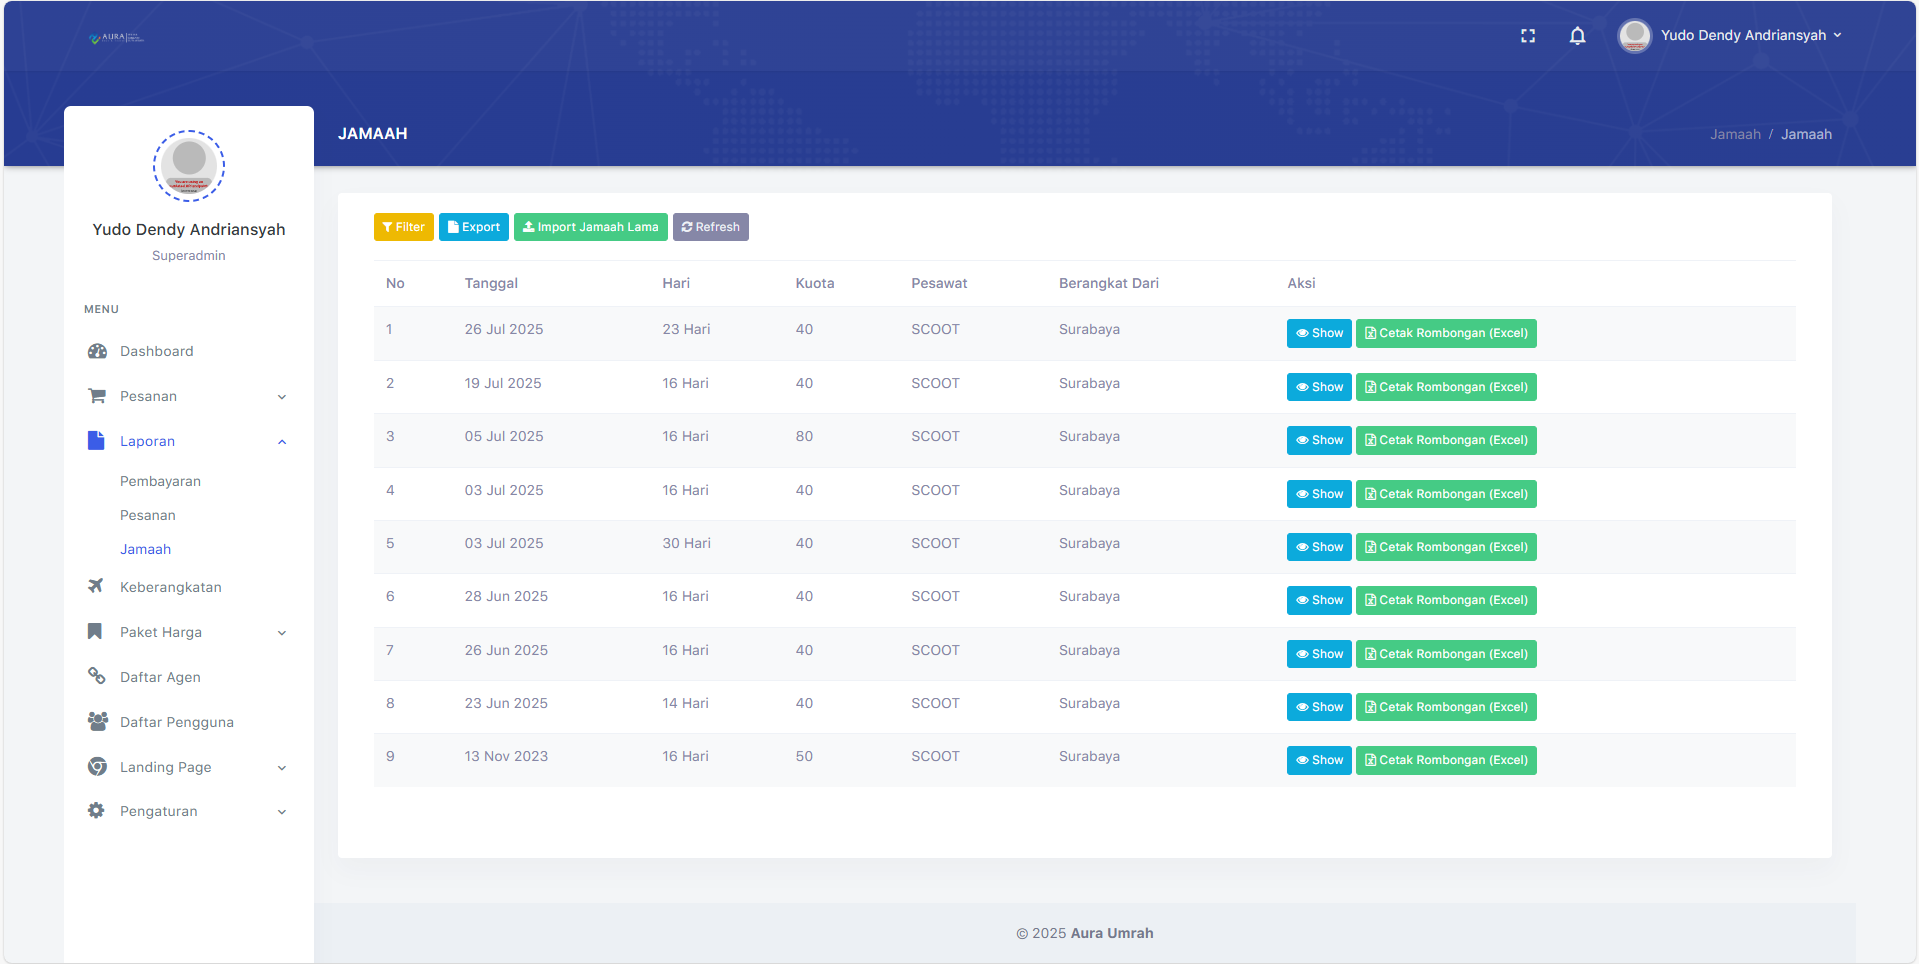 AURA
Yudo Dendy Andriansyah
JAMAAH
Jamaah / Jamaah
Yudo Dendy Andriansyah
Superadmin
MENU
Dashboard
Pesanan
Laporan
Pembayaran
Pesanan
Jamaah
Keberangkatan
Paket Harga
Daftar Agen
Daftar Pengguna
Landing Page
Pengaturan
Filter Export Import Jamaah Lama Refresh
No Tanggal Hari Kuota Pesawat Berangkat Dari Aksi
1 26 Jul 2025 23 Hari 40 SCOOT Surabaya Show Cetak Rombongan (Excel)
2 19 Jul 2025 16 Hari 40 SCOOT Surabaya Show Cetak Rombongan (Excel)
3 05 Jul 2025 16 Hari 80 SCOOT Surabaya Show Cetak Rombongan (Excel)
4 03 Jul 2025 16 Hari 40 SCOOT Surabaya Show Cetak Rombongan (Excel)
5 03 Jul 2025 30 Hari 40 SCOOT Surabaya Show Cetak Rombongan (Excel)
6 28 Jun 2025 16 Hari 40 SCOOT Surabaya Show Cetak Rombongan (Excel)
7 26 Jun 2025 16 Hari 40 SCOOT Surabaya Show Cetak Rombongan (Excel)
8 23 Jun 2025 14 Hari 40 SCOOT Surabaya Show Cetak Rombongan (Excel)
9 13 Nov 2023 16 Hari 50 SCOOT Surabaya Show Cetak Rombongan (Excel)
© 2025 Aura Umrah